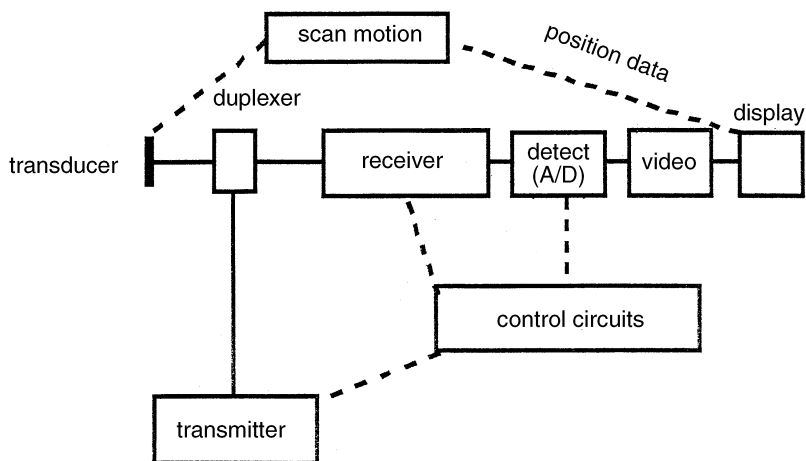 scan motion
position data
duplexer
display
transducer
receiver
detect
(A/D)
video
control circuits
transmitter